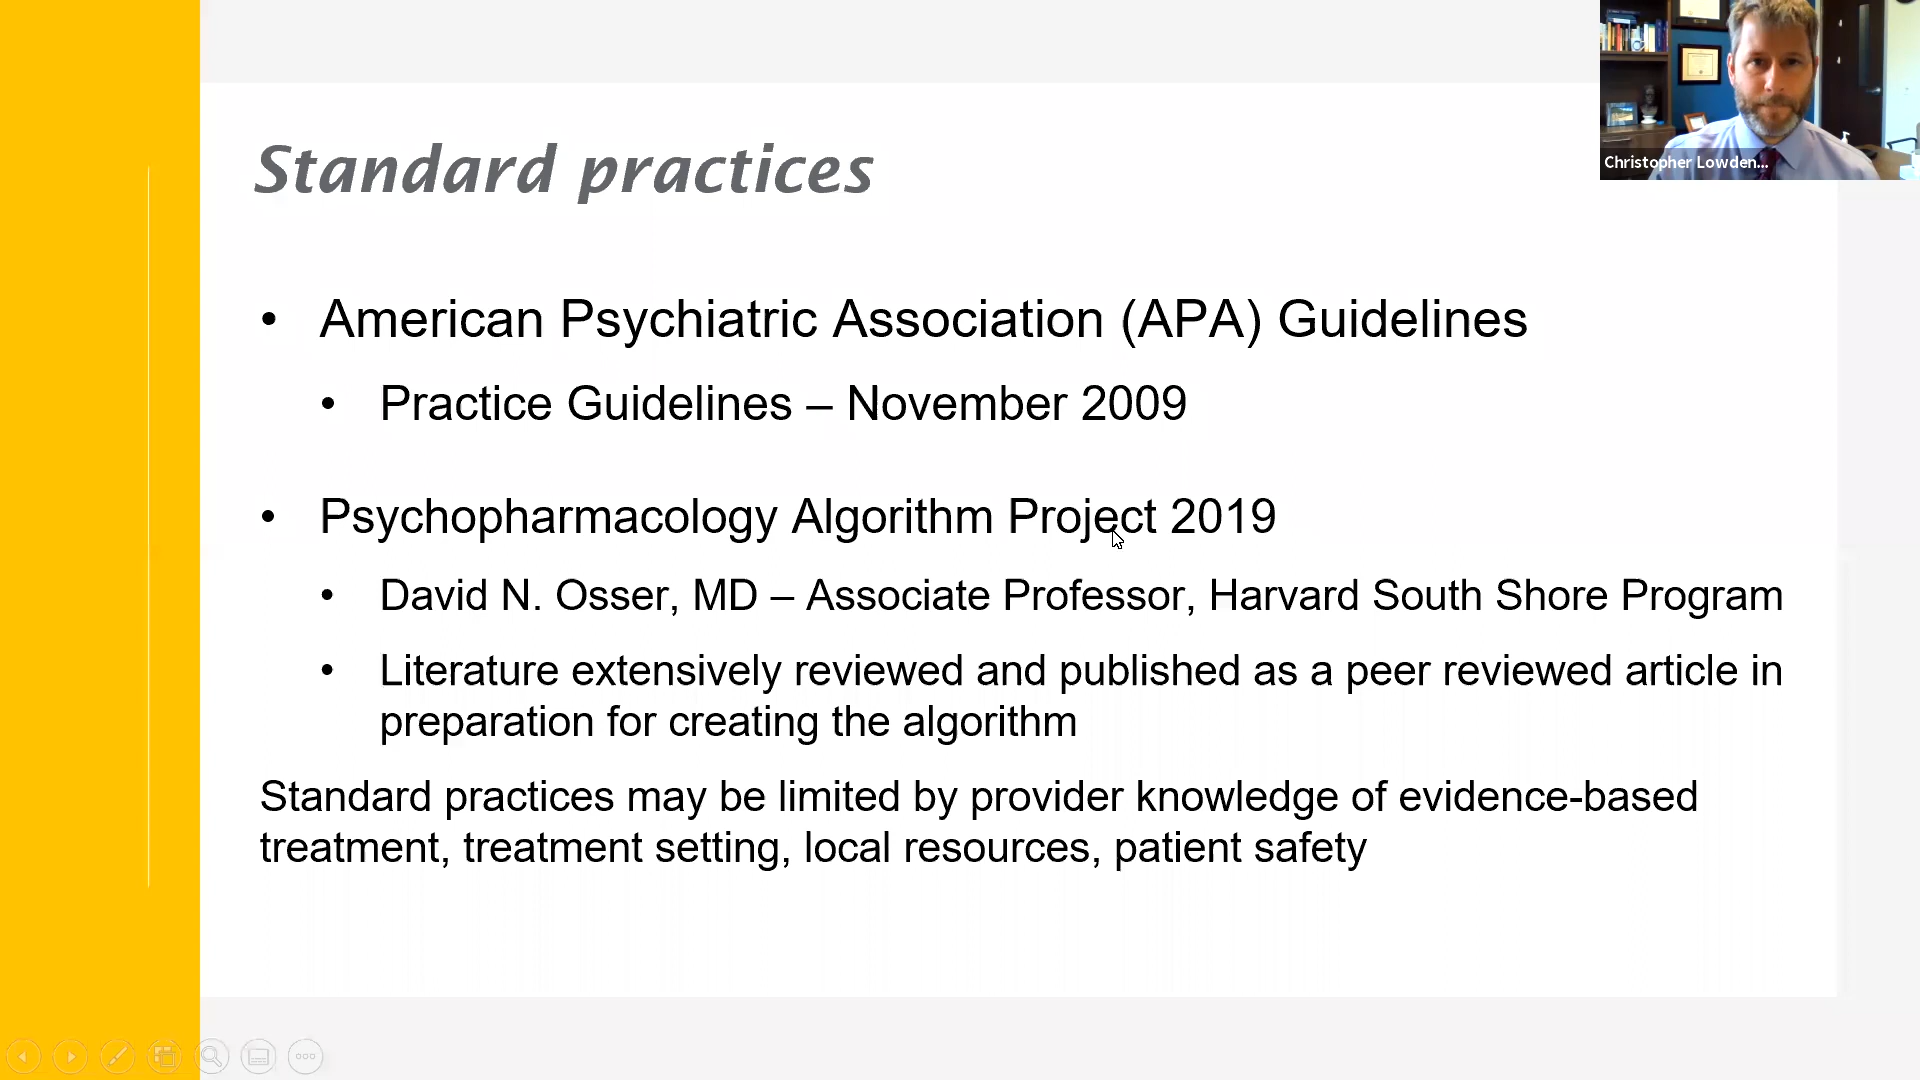 Standard practices
Christopher Lowden...
• American Psychiatric Association (APA) Guidelines
• Practice Guidelines – November 2009
• Psychopharmacology Algorithm Project 2019
• David N. Osser, MD – Associate Professor, Harvard South Shore Program
• Literature extensively reviewed and published as a peer reviewed article in
preparation for creating the algorithm
Standard practices may be limited by provider knowledge of evidence-based
treatment, treatment setting, local resources, patient safety